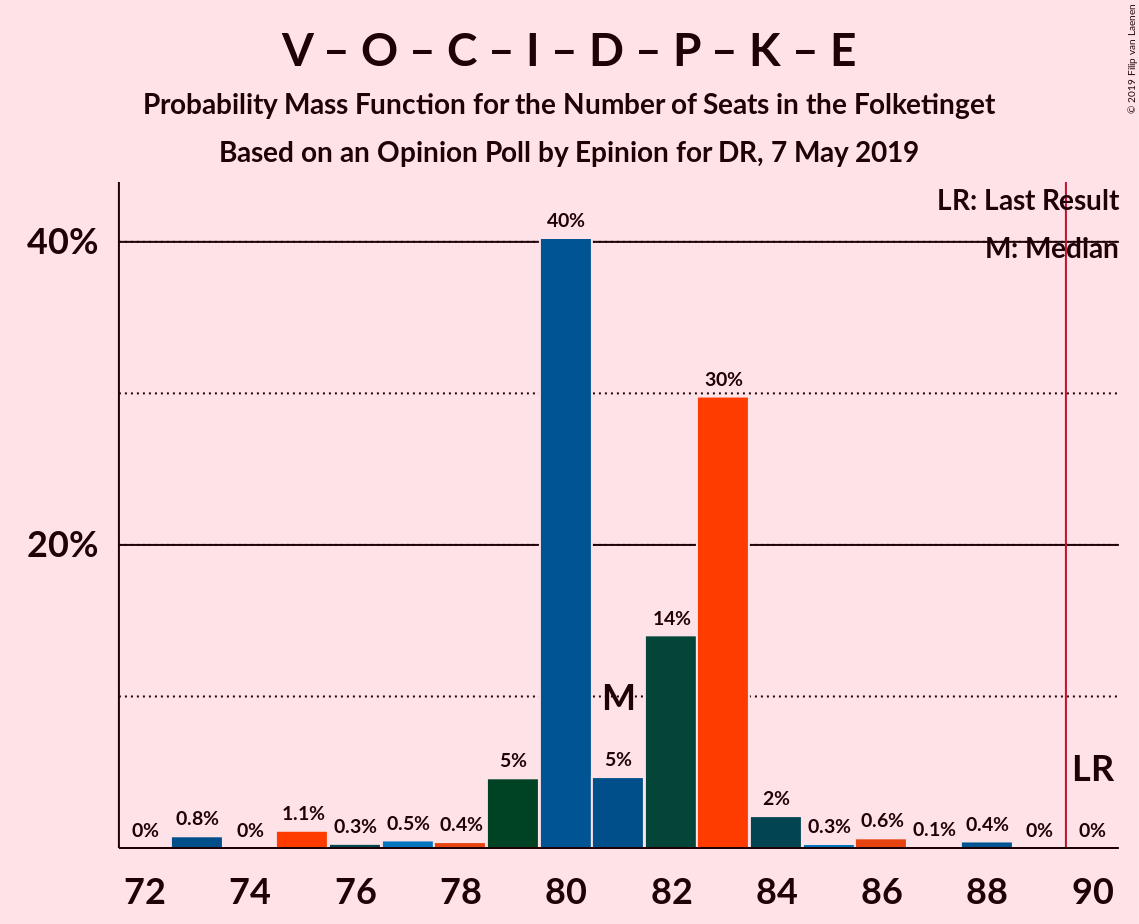 V – O – C – I – D – P – K – E
Probability Mass Function for the Number of Seats in the Folketinget
Based on an Opinion Poll by Epinion for DR, 7 May 2019
© 2019 Filip van Laenen
LR: Last Result
M: Median
40%
20%
0%
0.8%
0%
1.1%
0.3%
0.5%
0.4%
5%
40%
5%
14%
30%
2%
0.3%
0.6%
0.1%
0.4%
0%
0%
M
LR
72 74 76 78 80 82 84 86 88 90